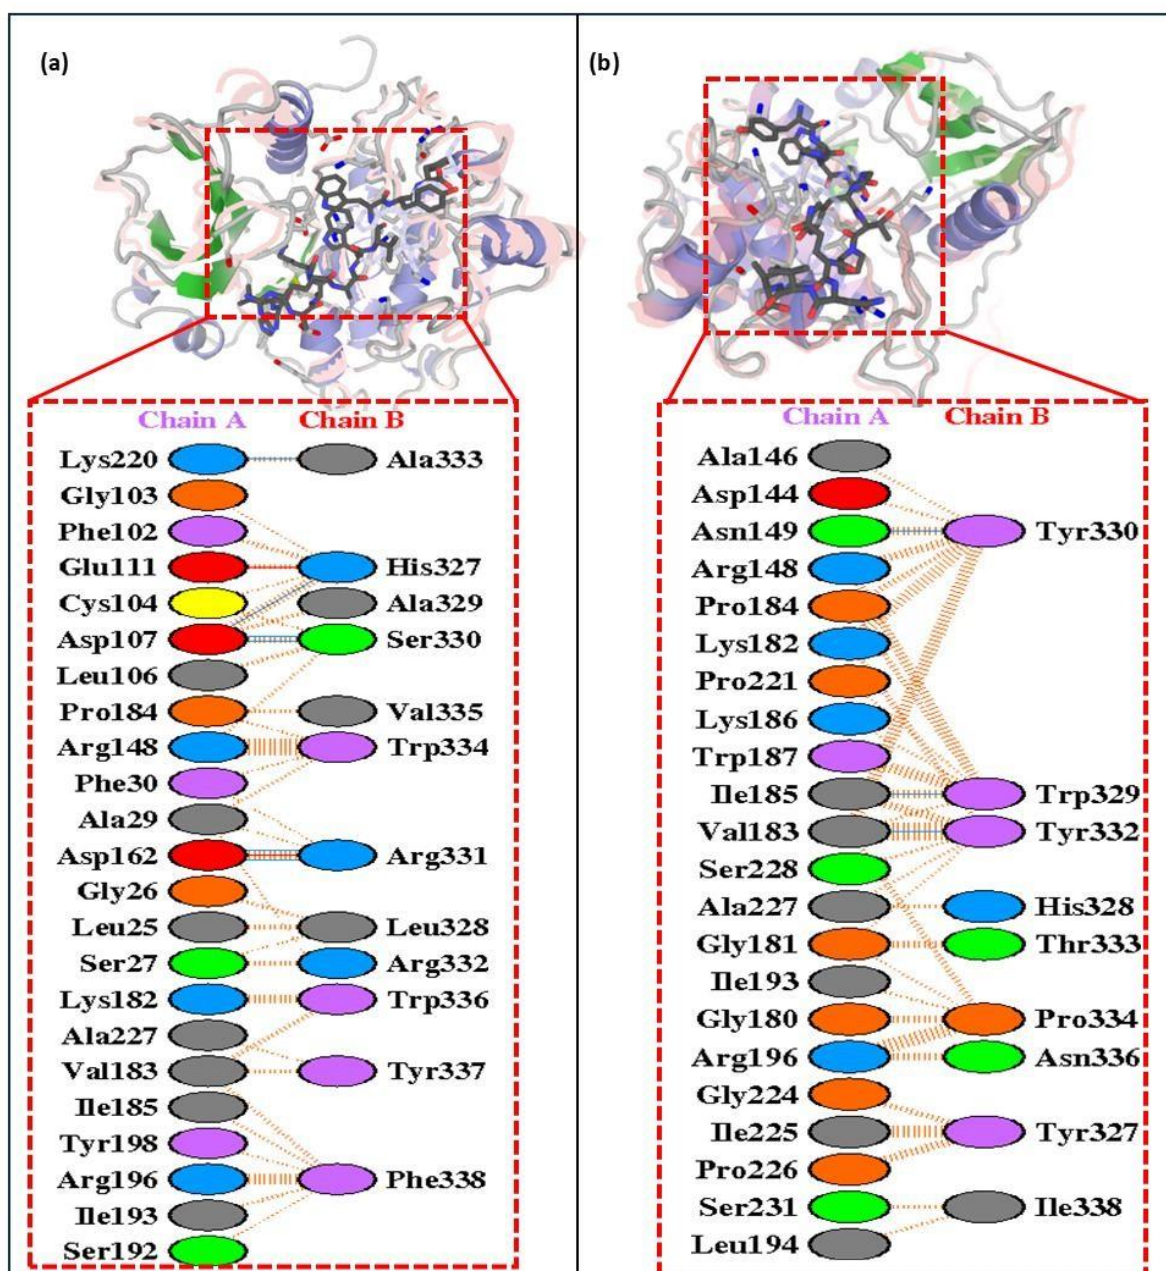 (a)
Chain A Chain B
Lys220 Ala333
Gly103
Phe102
Glu111 His327
Cys104 Ala329
Asp107 Ser330
Leu106
Pro184 Val335
Arg148 Trp334
Phe30
Ala29
Asp162 Arg331
Gly26
Leu25 Leu328
Ser27 Arg332
Lys182 Trp336
Ala227
Val183 Tyr337
Ile185
Tyr198
Arg196 Phe338
Ile193
Ser192
(b)
Chain A Chain B
Ala146
Asp144
Asn149 Tyr330
Arg148
Pro184
Lys182
Pro221
Lys186
Trp187
Ile185 Trp329
Val183 Tyr332
Ser228
Ala227 His328
Gly181 Thr333
Ile193
Gly180 Pro334
Arg196 Asn336
Gly224
Ile225 Tyr327
Pro226
Ser231 Ile338
Leu194